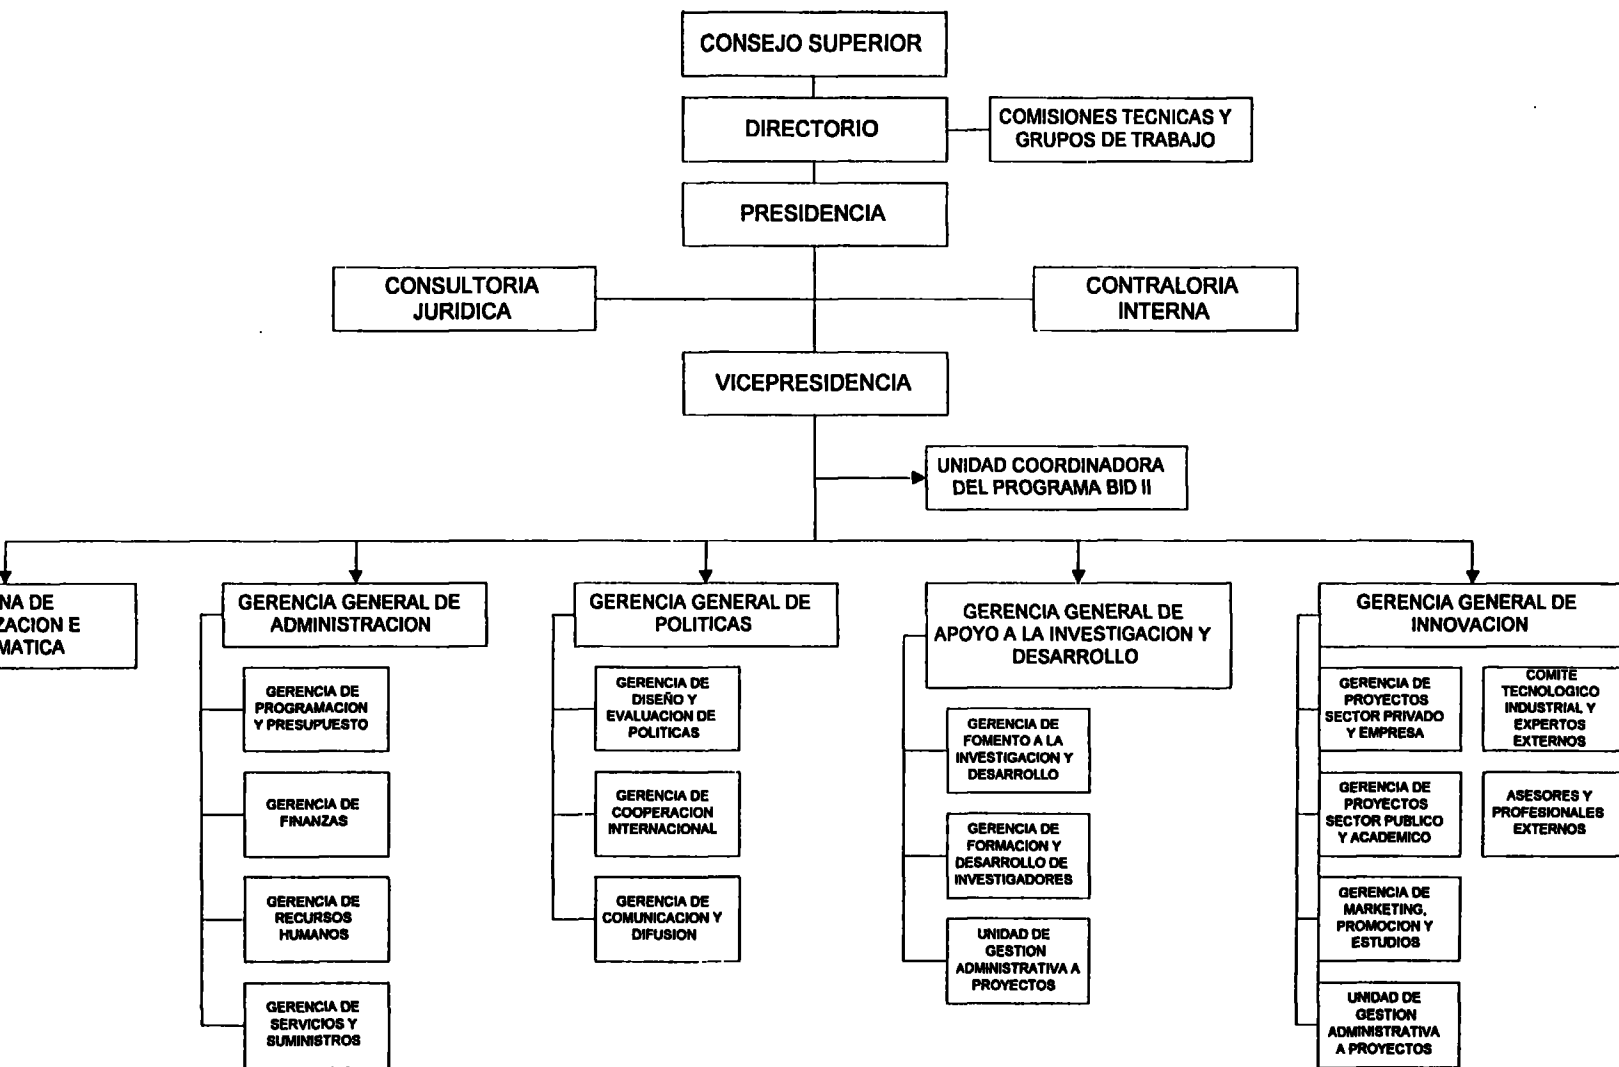 CONSEJO SUPERIOR
DIRECTORIO
COMISIONES TECNICAS Y
GRUPOS DE TRABAJO
PRESIDENCIA
CONSULTORIA
JURIDICA
CONTRALORIA
INTERNA
VICEPRESIDENCIA
UNIDAD COORDINADORA
DEL PROGRAMA BID II
NA DE
ZACION E
MATICA
GERENCIA GENERAL DE
ADMINISTRACION
GERENCIA DE
PROGRAMACION
Y PRESUPUESTO
GERENCIA DE
FINANZAS
GERENCIA DE
RECURSOS
HUMANOS
GERENCIA DE
SERVICIOS Y
SUMINISTROS
GERENCIA GENERAL DE
POLITICAS
GERENCIA DE
DISEÑO Y
EVALUACION DE
POLITICAS
GERENCIA DE
COOPERACION
INTERNACIONAL
GERENCIA DE
COMUNICACION Y
DIFUSION
GERENCIA GENERAL DE
APOYO A LA INVESTIGACION Y
DESARROLLO
GERENCIA DE
FOMENTO A LA
INVESTIGACION Y
DESARROLLO
GERENCIA DE
FORMACION Y
DESARROLLO DE
INVESTIGADORES
UNIDAD DE
GESTION
ADMINISTRATIVA A
PROYECTOS
GERENCIA GENERAL DE
INNOVACION
GERENCIA DE
PROYECTOS
SECTOR PRIVADO
Y EMPRESA
COMITE
TECNOLOGICO
INDUSTRIAL Y
EXPERTOS
EXTERNOS
GERENCIA DE
PROYECTOS
SECTOR PUBLICO
Y ACADEMICO
ASESORES Y
PROFESIONALES
EXTERNOS
GERENCIA DE
MARKETING,
PROMOCION Y
ESTUDIOS
UNIDAD DE
GESTION
ADMINISTRATIVA
A PROYECTOS